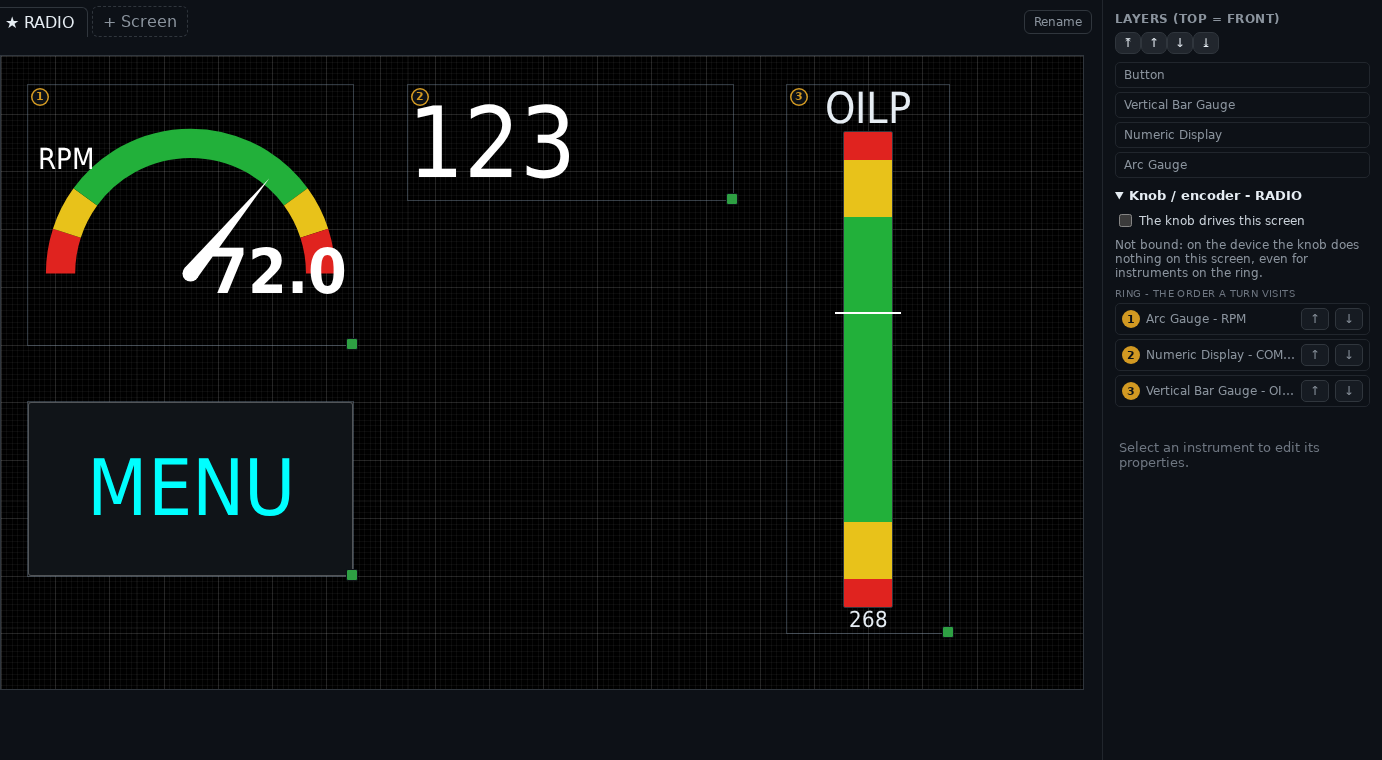 ★ RADIO
+ Screen
Rename
1
RPM
72.0
2
123
3
OILP
268
MENU
LAYERS (TOP = FRONT)
⤒ ↑ ↓ ⤓
Button
Vertical Bar Gauge
Numeric Display
Arc Gauge
▼ Knob / encoder - RADIO
The knob drives this screen
Not bound: on the device the knob does
nothing on this screen, even for
instruments on the ring.
RING - THE ORDER A TURN VISITS
1 Arc Gauge - RPM ↑ ↓
2 Numeric Display - COM... ↑ ↓
3 Vertical Bar Gauge - OI... ↑ ↓
Select an instrument to edit its
properties.